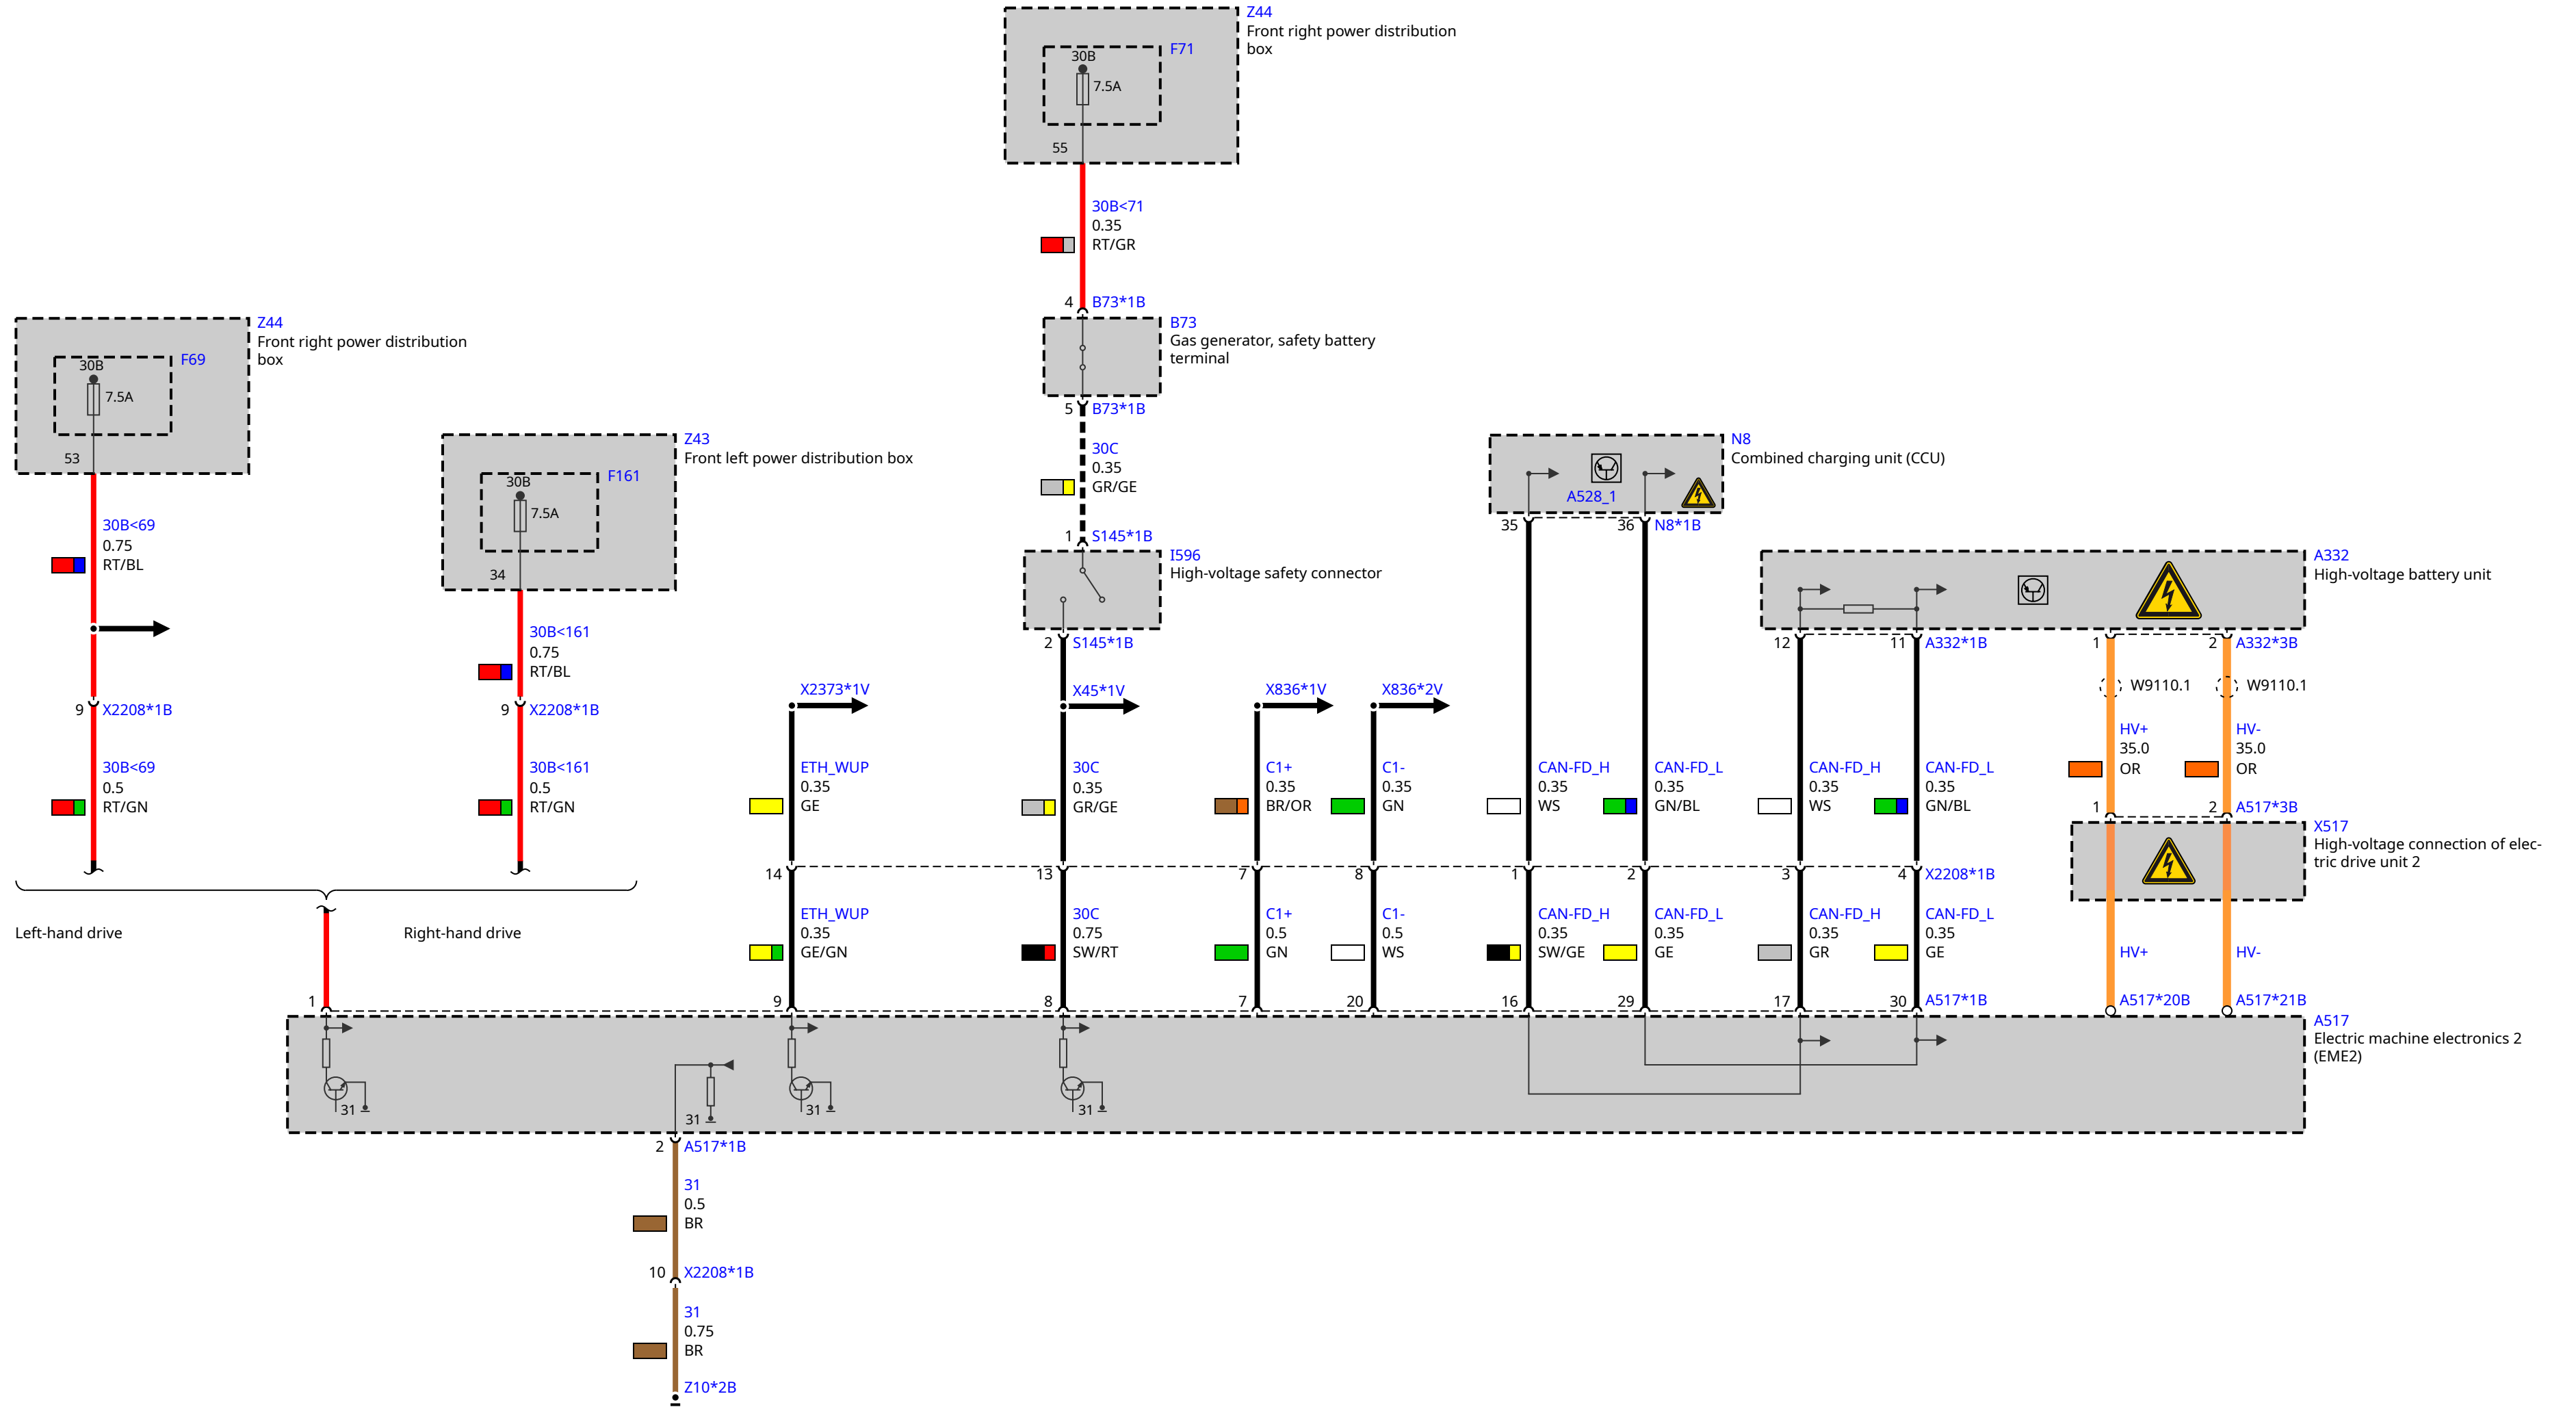 Z44
Front right power distribution
box
F71
30B
7.5A
55
30B<71
0.35
RT/GR
4
B73*1B
B73
Gas generator, safety battery
terminal
5
B73*1B
30C
0.35
GR/GE
1
S145*1B
I596
High-voltage safety connector
2
S145*1B
X45*1V
Z44
Front right power distribution
box
F69
30B
7.5A
53
30B<69
0.75
RT/BL
9
X2208*1B
30B<69
0.5
RT/GN
Z43
Front left power distribution box
F161
30B
7.5A
34
30B<161
0.75
RT/BL
9
X2208*1B
30B<161
0.5
RT/GN
Left-hand drive
Right-hand drive
N8
Combined charging unit (CCU)
A528_1
35
36
N8*1B
A332
High-voltage battery unit
12
11
A332*1B
1
2
A332*3B
W9110.1
W9110.1
X2373*1V
X836*1V
X836*2V
HV+
35.0
OR
HV-
35.0
OR
ETH_WUP
0.35
GE
30C
0.35
GR/GE
C1+
0.35
BR/OR
C1-
0.35
GN
CAN-FD_H
0.35
WS
CAN-FD_L
0.35
GN/BL
CAN-FD_H
0.35
WS
CAN-FD_L
0.35
GN/BL
1
2
A517*3B
X517
High-voltage connection of elec-
tric drive unit 2
14
13
7
8
1
2
3
4
X2208*1B
ETH_WUP
0.35
GE/GN
30C
0.75
SW/RT
C1+
0.5
GN
C1-
0.5
WS
CAN-FD_H
0.35
SW/GE
CAN-FD_L
0.35
GE
CAN-FD_H
0.35
GR
CAN-FD_L
0.35
GE
HV+
HV-
1
9
8
7
20
16
29
17
30
A517*1B
A517*20B
A517*21B
A517
Electric machine electronics 2
(EME2)
31
31
31
31
2
A517*1B
31
0.5
BR
10
X2208*1B
31
0.75
BR
Z10*2B